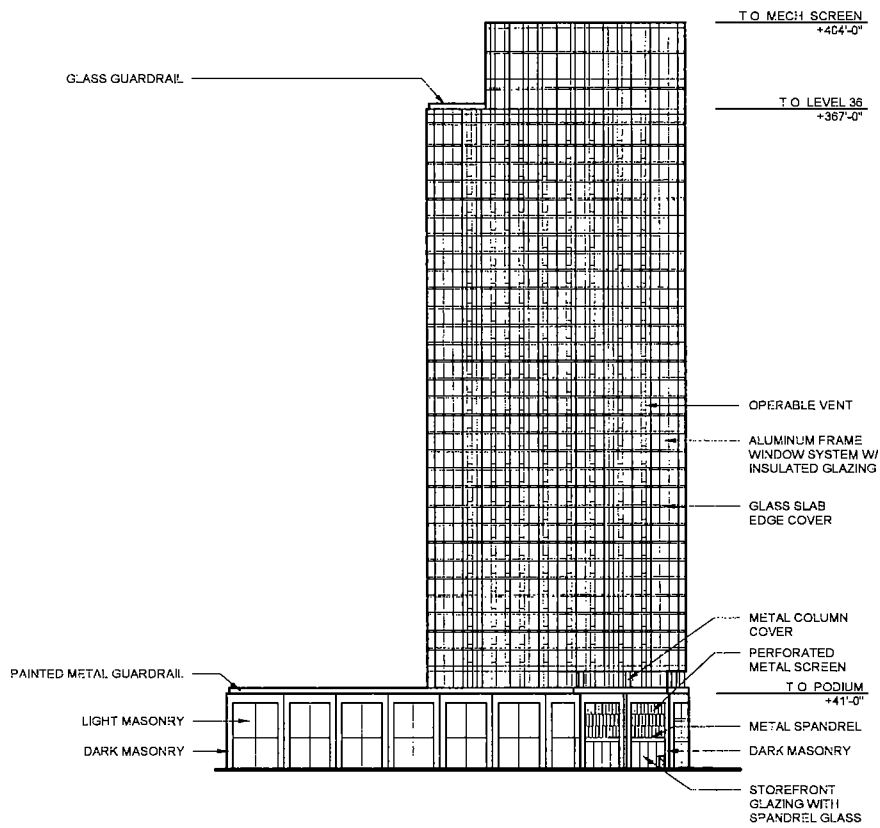 T O MECH SCREEN
+404'-0"
GLASS GUARDRAIL
T O LEVEL 36
+367'-0"
OPERABLE VENT
ALUMINUM FRAME
WINDOW SYSTEM W/
INSULATED GLAZING
GLASS SLAB
EDGE COVER
METAL COLUMN
COVER
PERFORATED
METAL SCREEN
PAINTED METAL GUARDRAIL
T O PODIUM
+41'-0"
LIGHT MASONRY
METAL SPANDREL
DARK MASONRY
DARK MASONRY
STOREFRONT
GLAZING WITH
SPANDREL GLASS